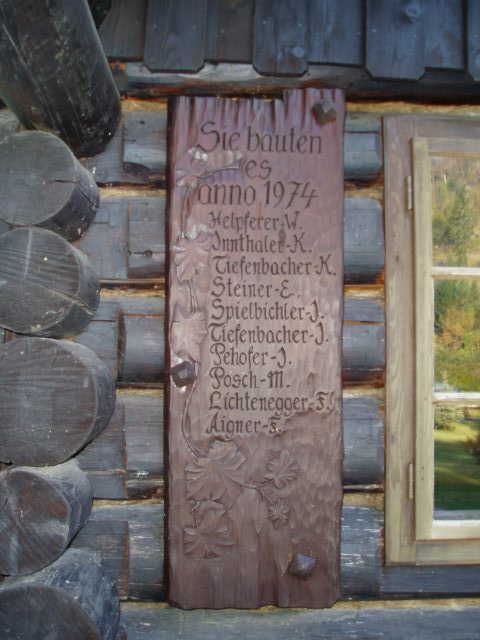 Sie bauten
es
anno 1974
Helpferer-W.
Innthaler-K.
Tiefenbacher-K.
Steiner-E.
Spielbichler-J.
Tiefenbacher-J.
Pehofer-J.
Posch-M.
Lichtenegger-F.
Aigner-F.